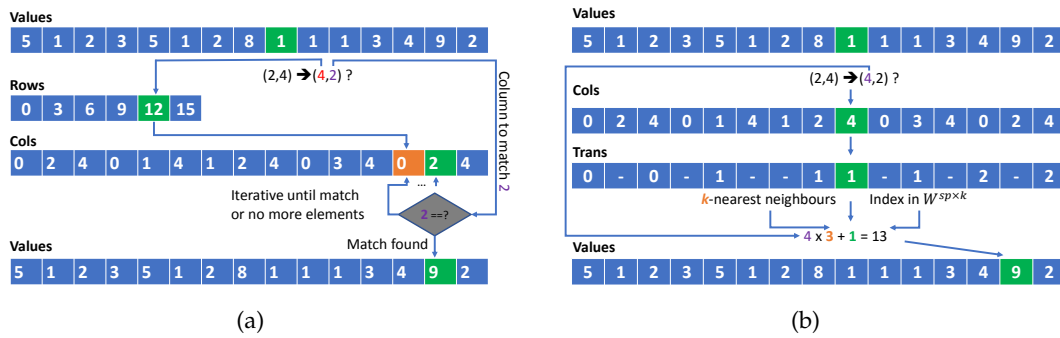 Values
5 1 2 3 5 1 2 8 1 1 1 3 4 9 2
(2,4) ➔(4,2) ?
Rows
0 3 6 9 12 15
Cols
0 2 4 0 1 4 1 2 4 0 3 4 0 2 4
Column to match 2
...
Iterative until match
or no more elements
2 ==?
Match found
Values
5 1 2 3 5 1 2 8 1 1 1 3 4 9 2
(a)
Values
5 1 2 3 5 1 2 8 1 1 1 3 4 9 2
(2,4) ➔(4,2) ?
Cols
0 2 4 0 1 4 1 2 4 0 3 4 0 2 4
Trans
0 - 0 - 1 - - 1 1 - 1 - 2 - 2
k-nearest neighbours
Index in W^{sp×k}
4 x 3 + 1 = 13
Values
5 1 2 3 5 1 2 8 1 1 1 3 4 9 2
(b)